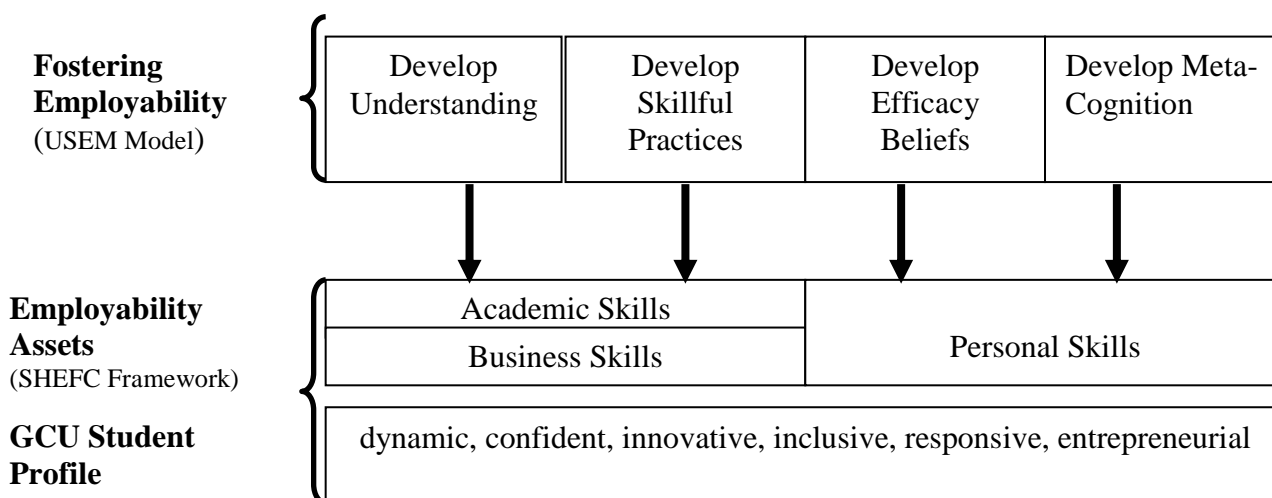 Fostering
Employability
(USEM Model)
Develop
Understanding
Develop
Skillful
Practices
Develop
Efficacy
Beliefs
Develop Meta-
Cognition
Employability
Assets
(SHEFC Framework)
Academic Skills
Business Skills
Personal Skills
GCU Student
Profile
dynamic, confident, innovative, inclusive, responsive, entrepreneurial